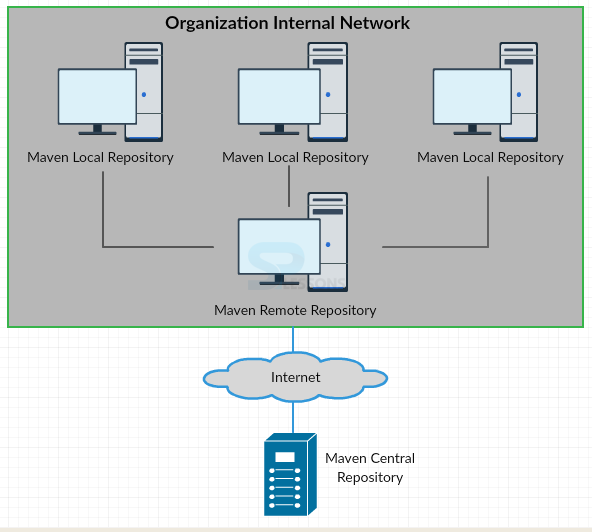 Organization Internal Network
Maven Local Repository
Maven Local Repository
Maven Local Repository
Maven Remote Repository
Internet
Maven Central
Repository